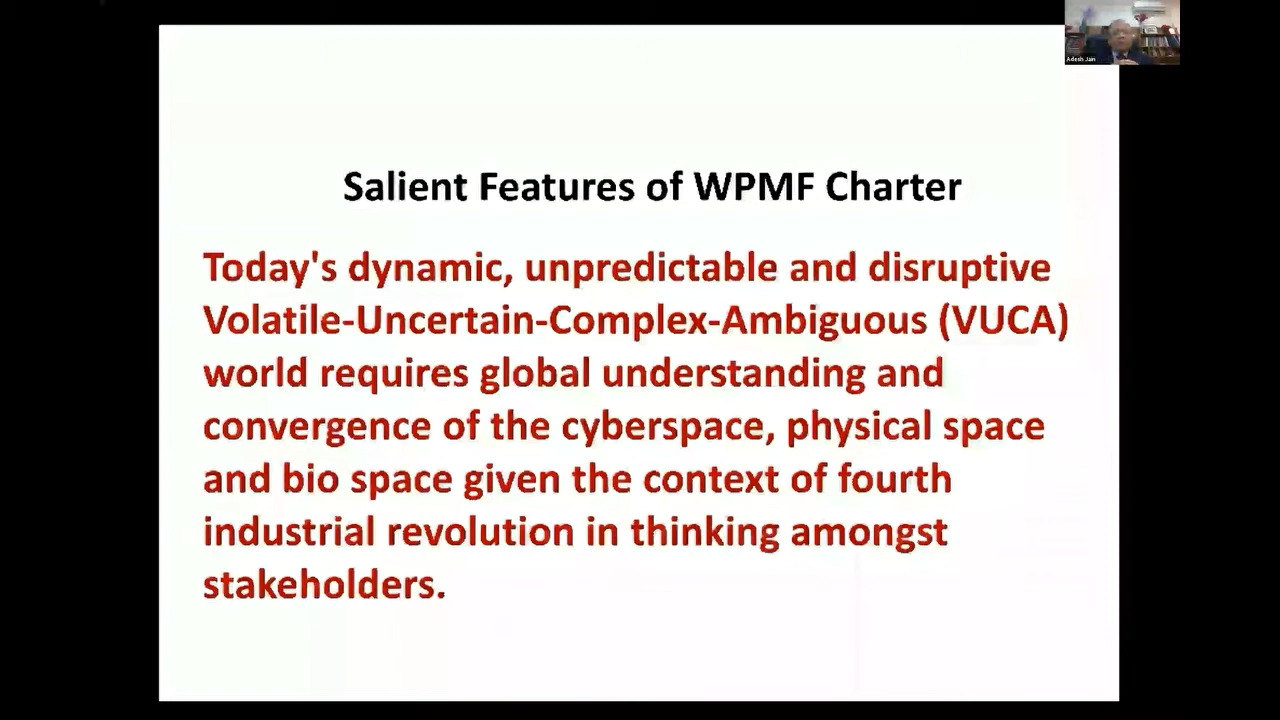 Adesh Jain
Salient Features of WPMF Charter
Today's dynamic, unpredictable and disruptive
Volatile-Uncertain-Complex-Ambiguous (VUCA)
world requires global understanding and
convergence of the cyberspace, physical space
and bio space given the context of fourth
industrial revolution in thinking amongst
stakeholders.